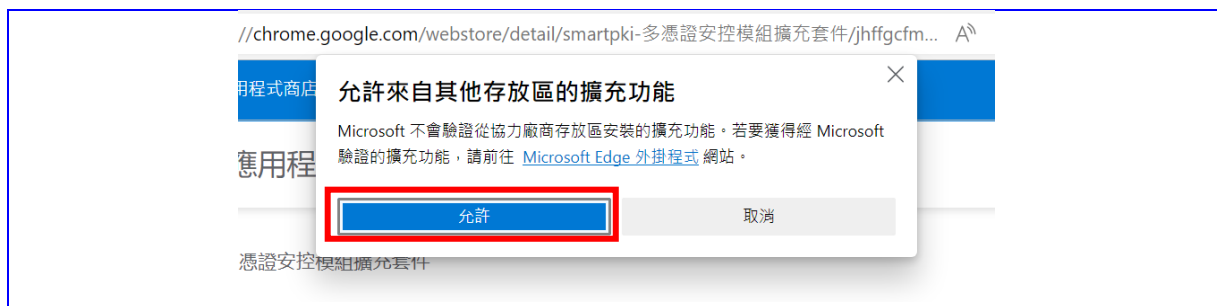 //chrome.google.com/webstore/detail/smartpki-多憑證安控模組擴充套件/jhffgcfm... A
用程式商店
允許來自其他存放區的擴充功能
Microsoft 不會驗證從協力廠商存放區安裝的擴充功能。若要獲得經 Microsoft
驗證的擴充功能，請前往 Microsoft Edge 外掛程式 網站。
應用程
允許 取消
憑證安控模組擴充套件